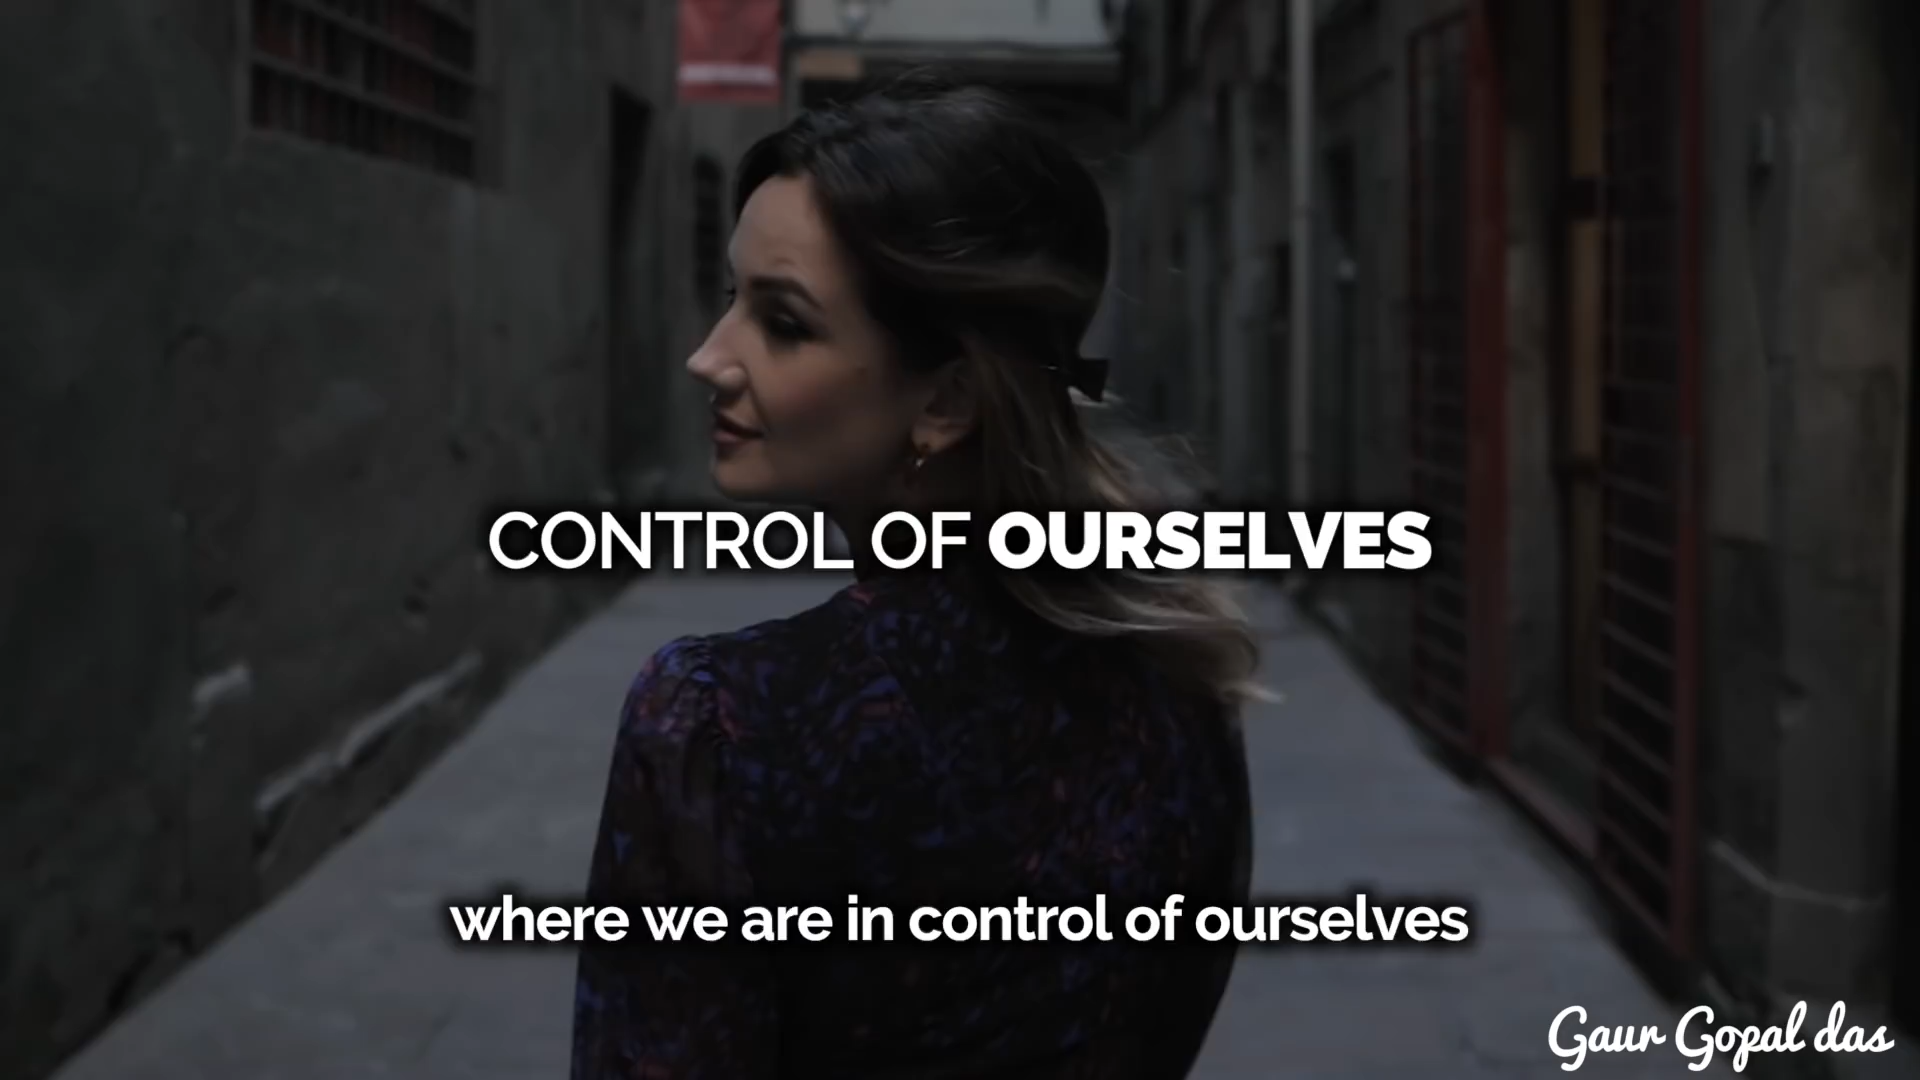 CONTROL OF OURSELVES
where we are in control of ourselves
Gaur Gopal das